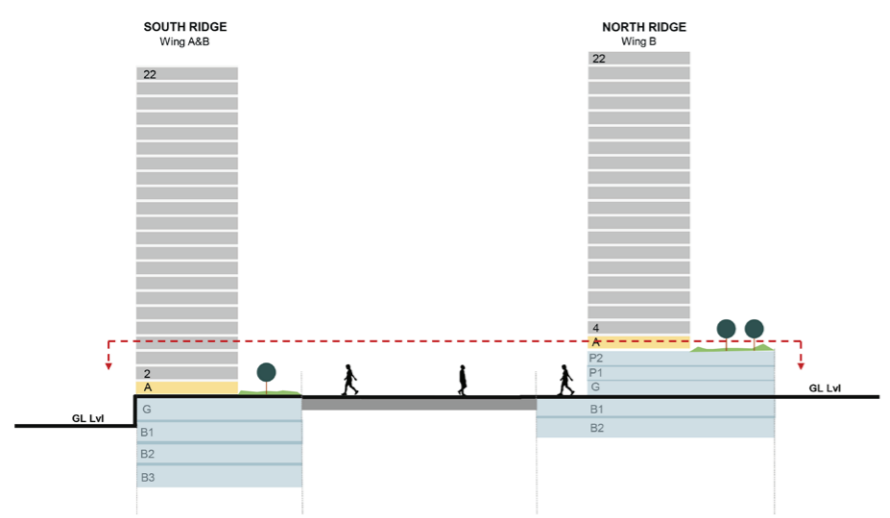 SOUTH RIDGE
Wing A&B
22
2
A
GL Lvl
G
B1
B2
B3
NORTH RIDGE
Wing B
22
4
A
P2
P1
G
GL Lvl
B1
B2